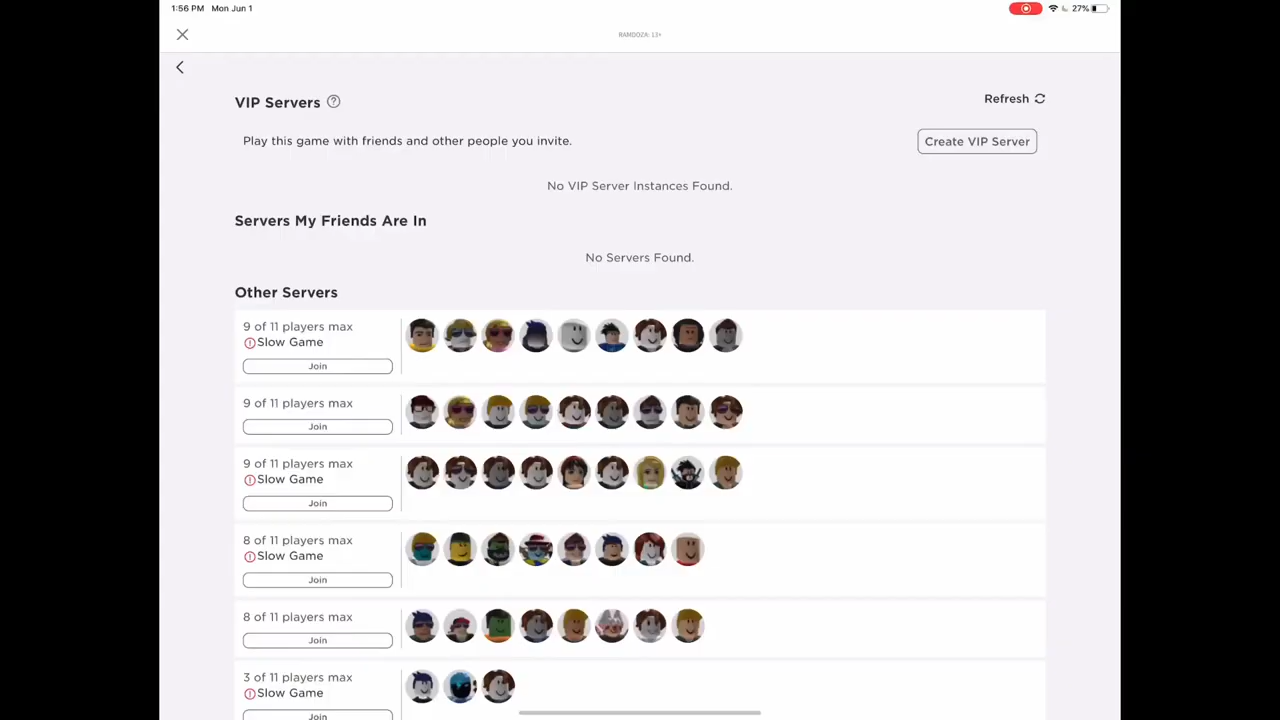 1:56 PM Mon Jun 1
27%
RAMDOZA: 13+
VIP Servers ?
Refresh
Play this game with friends and other people you invite.
Create VIP Server
No VIP Server Instances Found.
Servers My Friends Are In
No Servers Found.
Other Servers
9 of 11 players max
Slow Game
Join
9 of 11 players max
Join
9 of 11 players max
Slow Game
Join
8 of 11 players max
Slow Game
Join
8 of 11 players max
Join
3 of 11 players max
Slow Game
Join